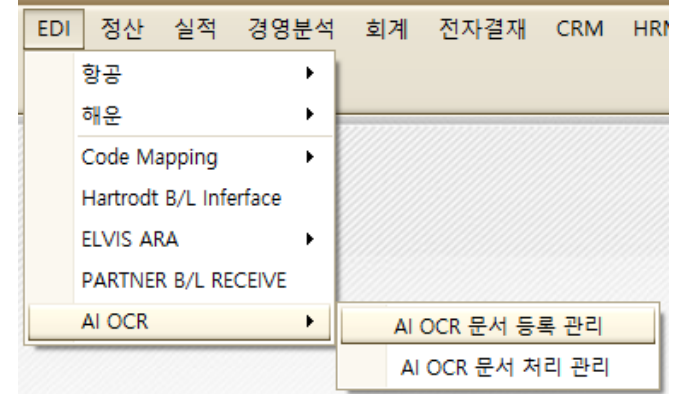 EDI 정산 실적 경영분석 회계 전자결재 CRM HRM
항공
해운
Code Mapping
Hartrodt B/L Inferface
ELVIS ARA
PARTNER B/L RECEIVE
AI OCR
AI OCR 문서 등록 관리
AI OCR 문서 처리 관리